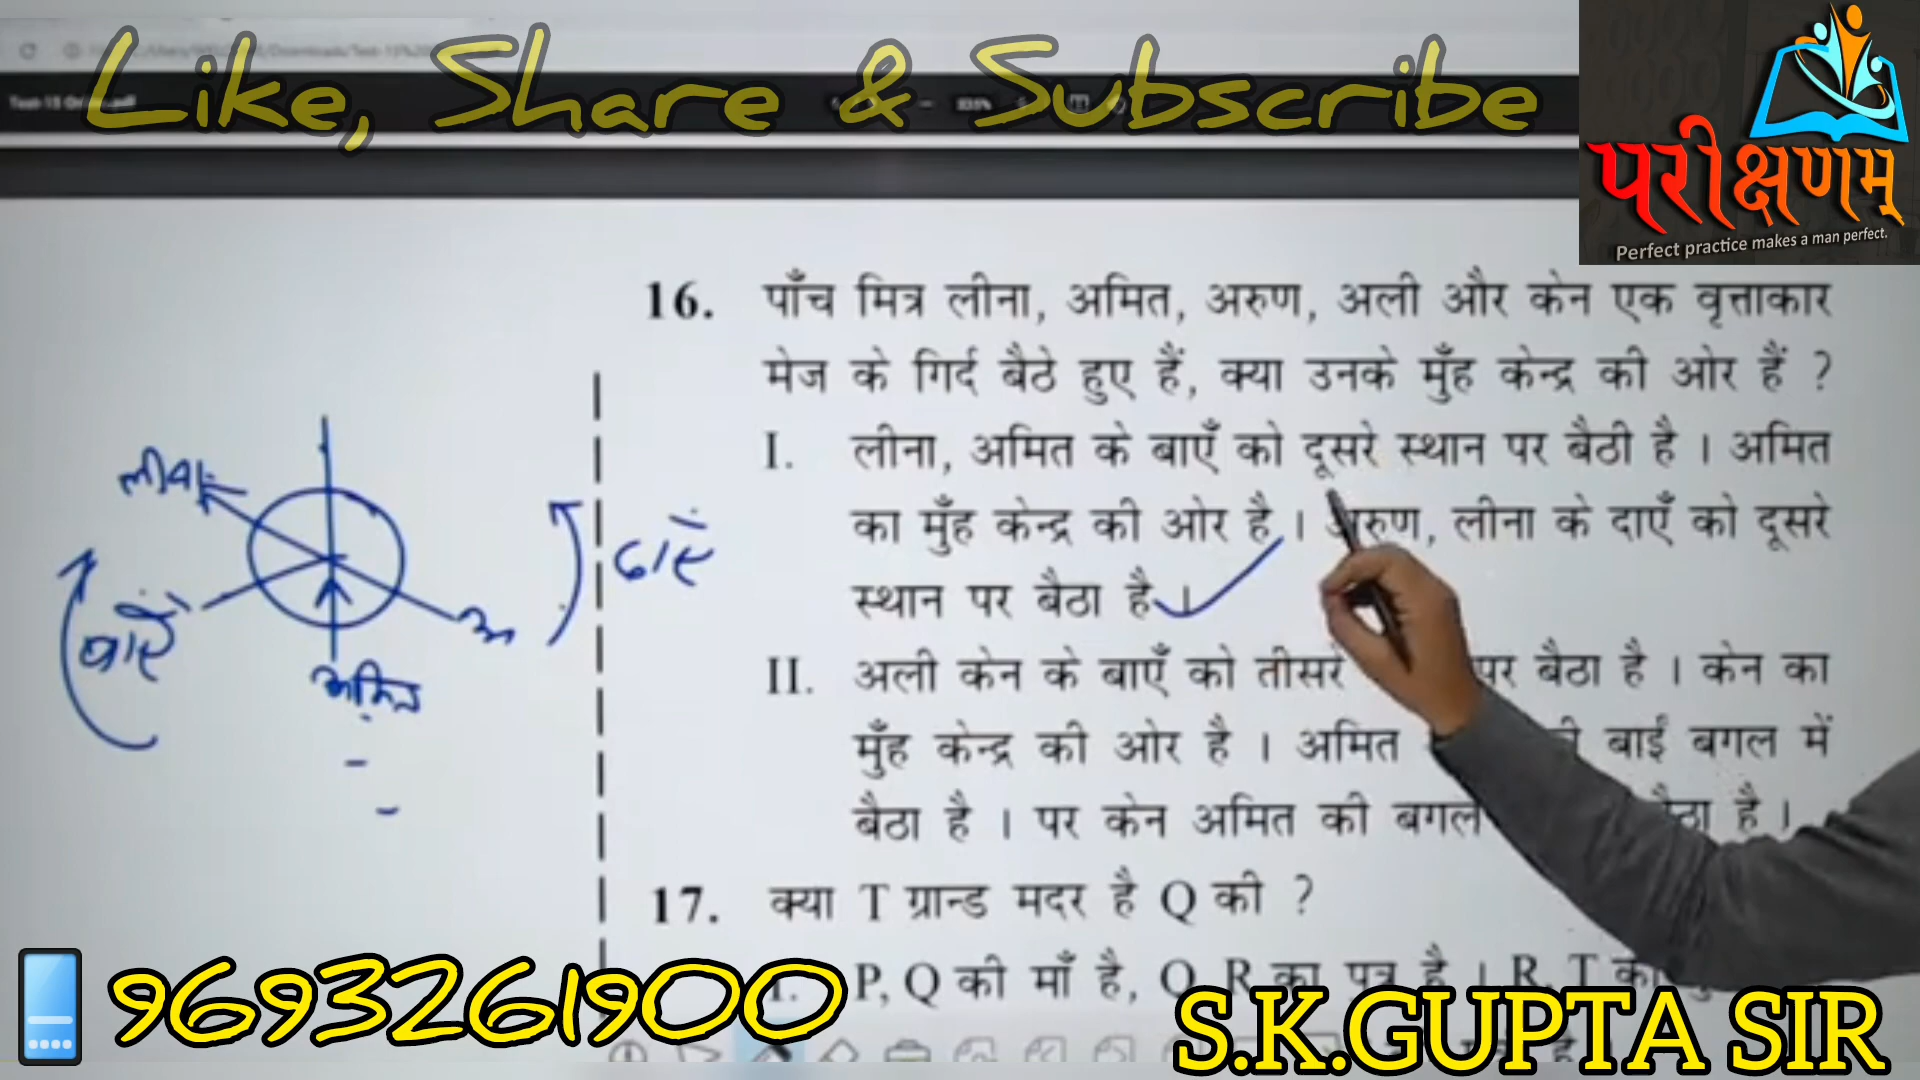 Like, Share & Subscribe
परीक्षणम्
Perfect practice makes a man perfect.
16. पाँच मित्र लीना, अमित, अरुण, अली और केन एक वृत्ताकार
मेज के गिर्द बैठे हुए हैं, क्या उनके मुँह केन्द्र की ओर हैं ?
I. लीना, अमित के बाएँ को दूसरे स्थान पर बैठी है । अमित
का मुँह केन्द्र की ओर है । अरुण, लीना के दाएँ को दूसरे
स्थान पर बैठा है ।
II. अली केन के बाएँ को तीसरे पर बैठा है । केन का
मुँह केन्द्र की ओर है । अमित बाईं बगल में
बैठा है । पर केन अमित की बगल है ।
17. क्या T ग्रान्ड मदर है Q की ?
I. P, Q की माँ है, Q, R का पुत्र है । R, T का
लीना
बाएँ
दाएँ
अ
अमित
9693261900
S.K.GUPTA SIR